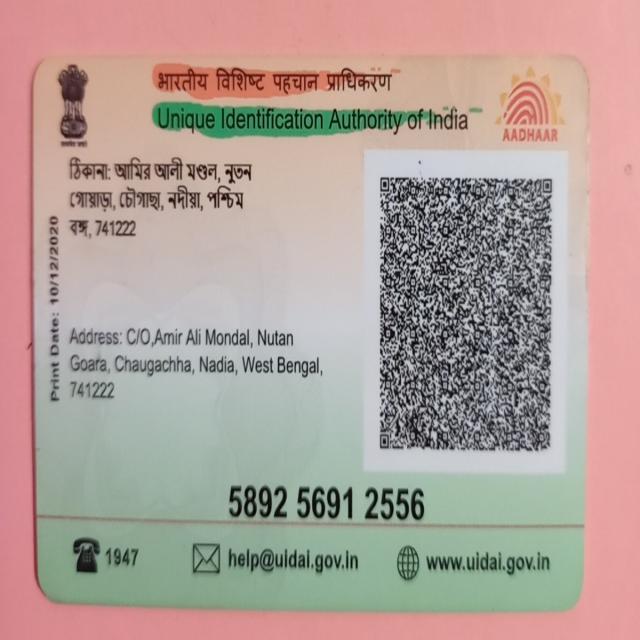 भारतीय विशिष्ट पहचान प्राधिकरण
Unique Identification Authority of India
AADHAAR
ঠিকানা: আমির আলী মণ্ডল, নুতন
গোয়াড়া, চৌগাছা, নদীয়া, পশ্চিম
বঙ্গ, 741222
Print Date: 10/12/2020
Address: C/O,Amir Ali Mondal, Nutan
Goara, Chaugachha, Nadia, West Bengal,
741222
5892 5691 2556
1947
help@uidai.gov.in
www.uidai.gov.in